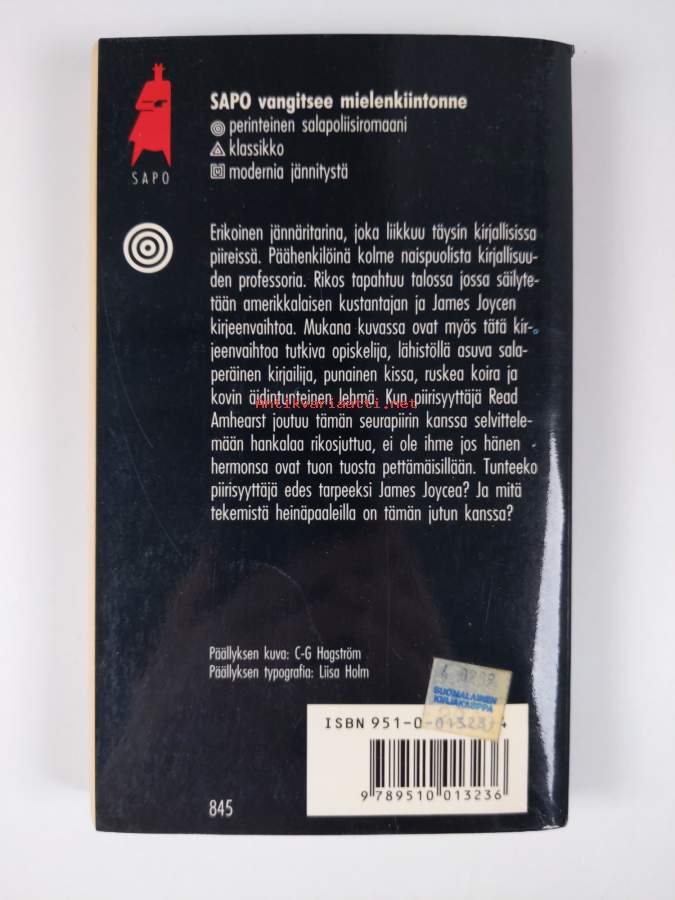 SAPO vangitsee mielenkiintonne
perinteinen salapoliisiromaani
klassikko
modernia jännitystä
SAPO
Erikoinen jännäritarina, joka liikkuu täysin kirjallisissa
piireissä. Päähenkilöinä kolme naispuolista kirjallisuu-
den professoria. Rikos tapahtuu talossa jossa säilyte-
tään amerikkalaisen kustantajan ja James Joycen
kirjeenvaihtoa. Mukana kuvassa ovat myös tätä kir-
jeenvaihtoa tutkiva opiskelija, lähistöllä asuva sala-
peräinen kirjailija, punainen kissa, ruskea koira ja
kovin äidintunteinen lehmä. Kun piirisyyttäjä Read
Antikvariaatti.net
Amhearst joutuu tämän seurapiirin kanssa selvittele-
mään hankalaa rikosjuttua, ei ole ihme jos hänen
hermonsa ovat tuon tuosta pettämäisillään. Tunteeko
piirisyyttäjä edes tarpeeksi James Joycea? Ja mitä
tekemistä heinäpaaleilla on tämän jutun kanssa?
Päällyksen kuva: C-G Hagström
Päällyksen typografia: Liisa Holm
SUOMALAINEN
KIRJAKAUPPA
ISBN 951-0-01323-4
9 789510 013236
845